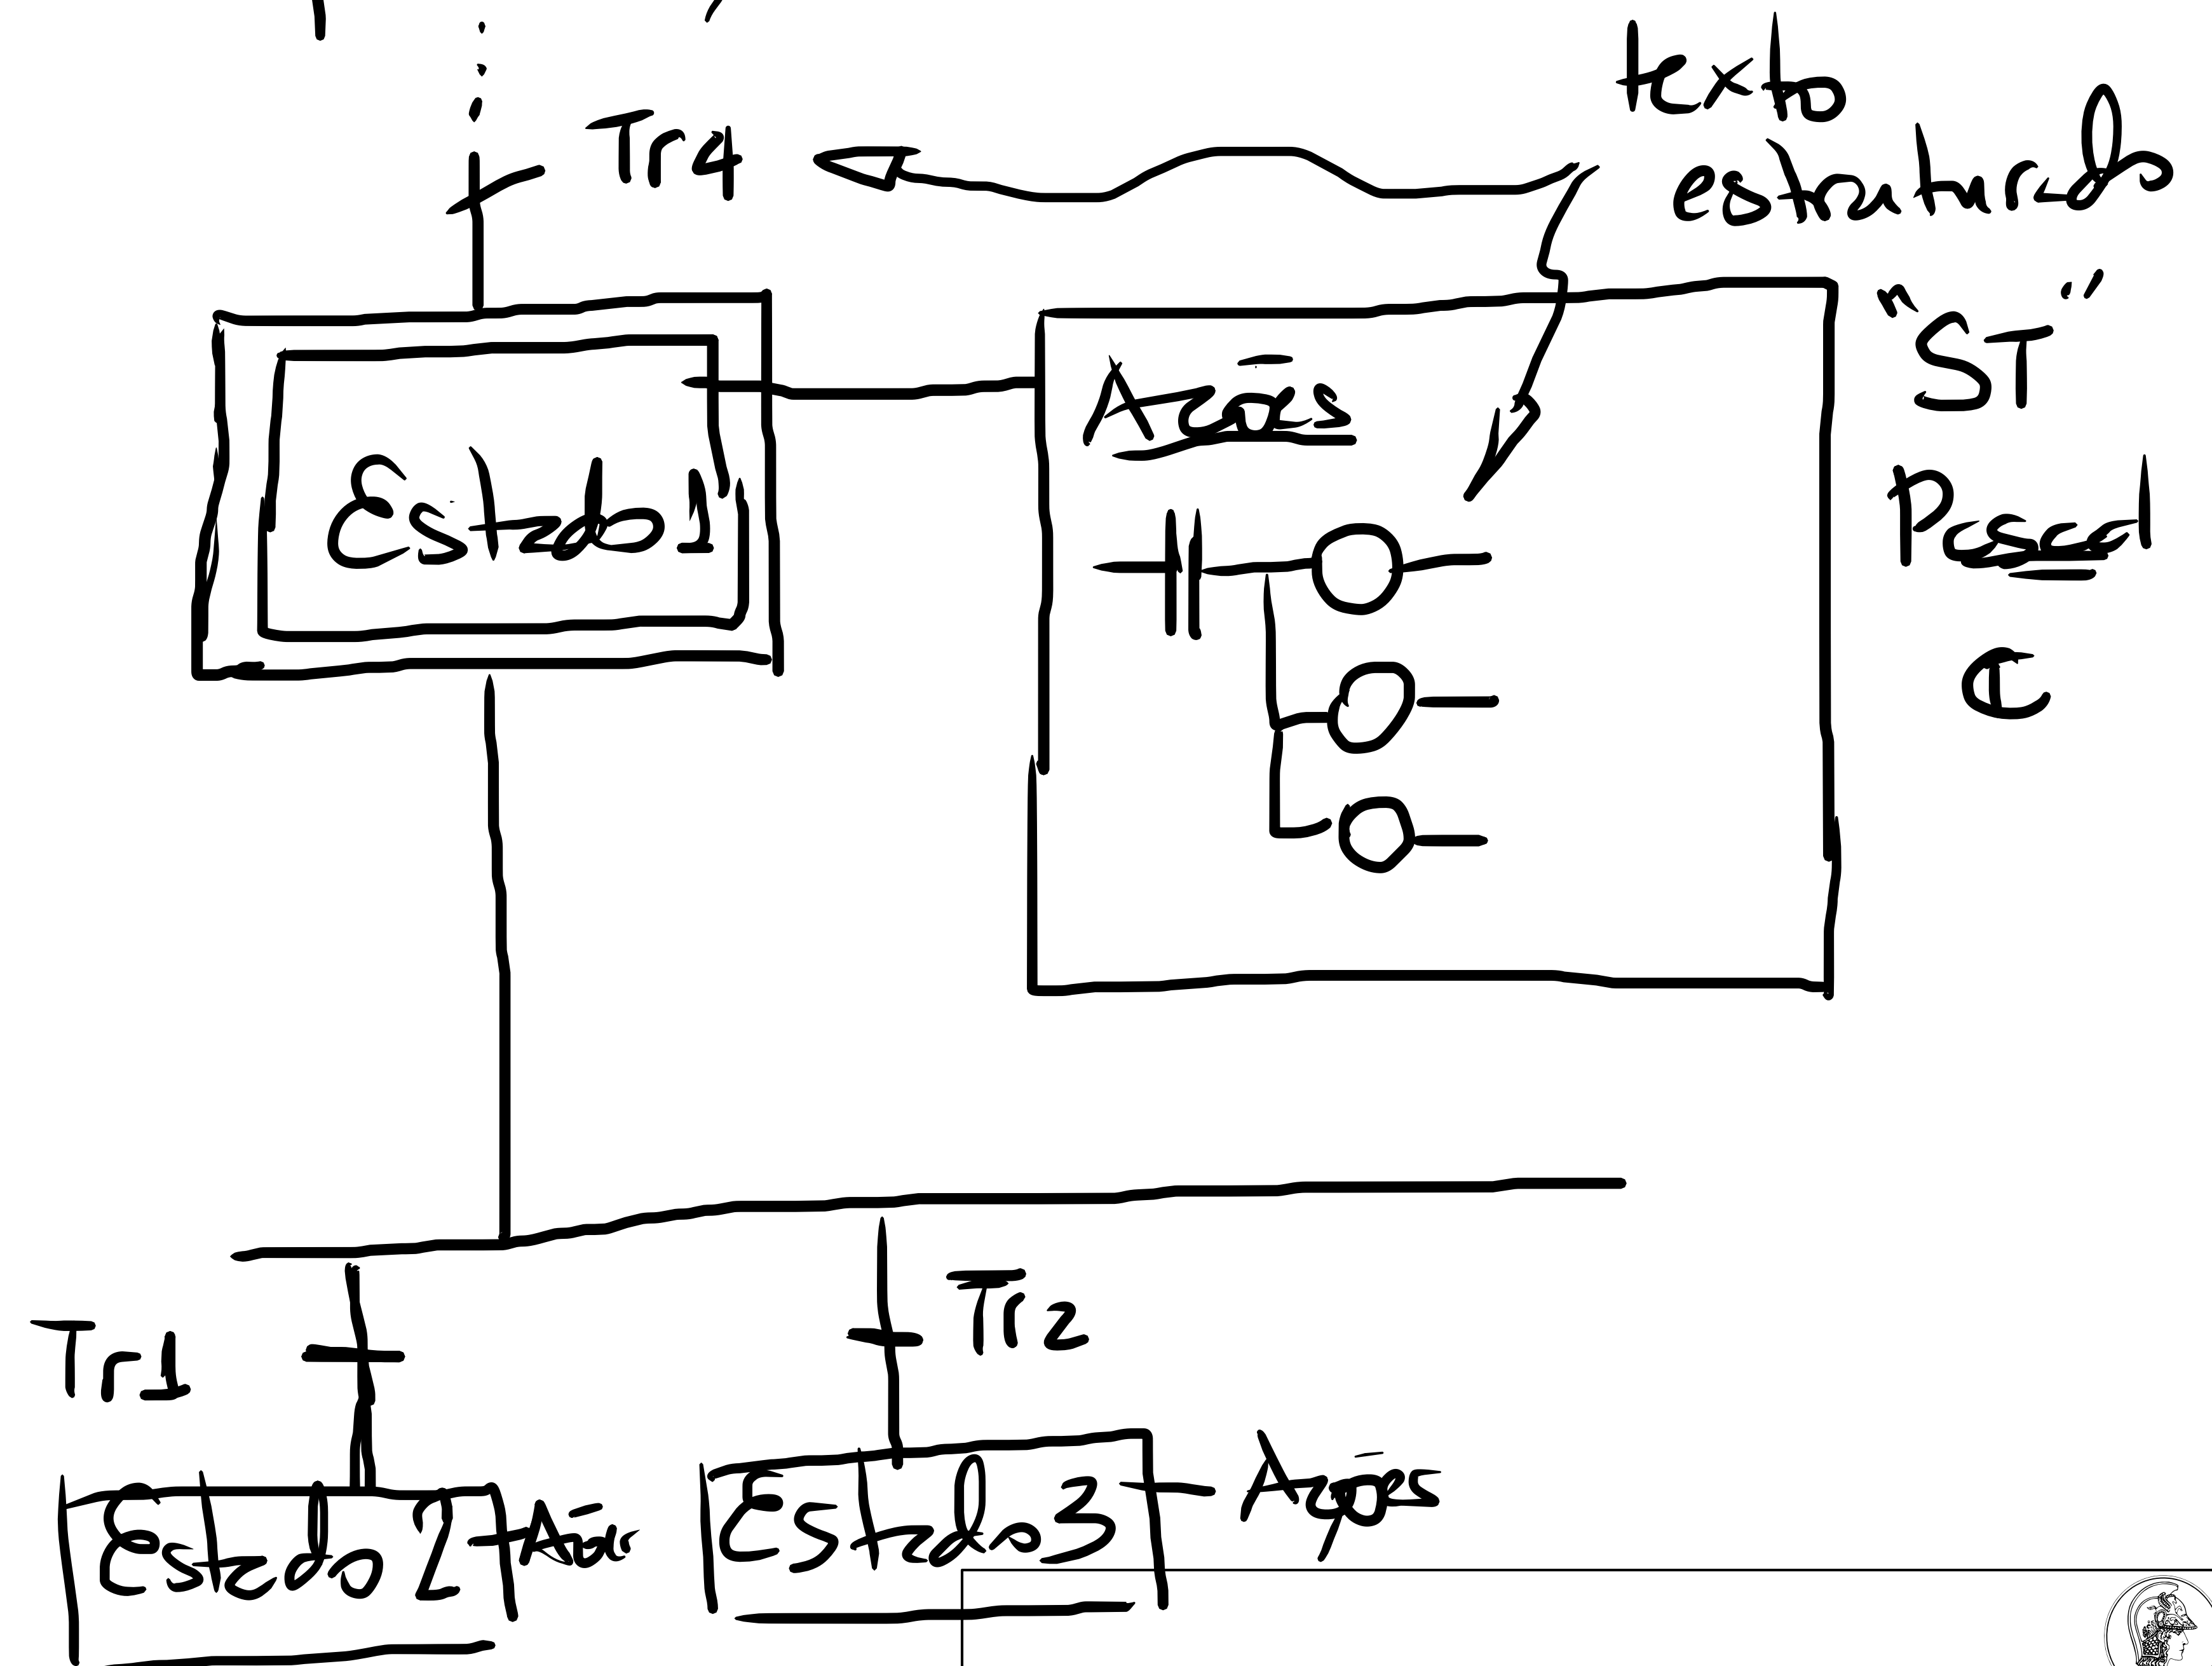 Tr4
texto
estruturado
"ST"
Pascal
C
Ações
Estado1
Tr1
Tr2
Estado2
Estado3
Ações